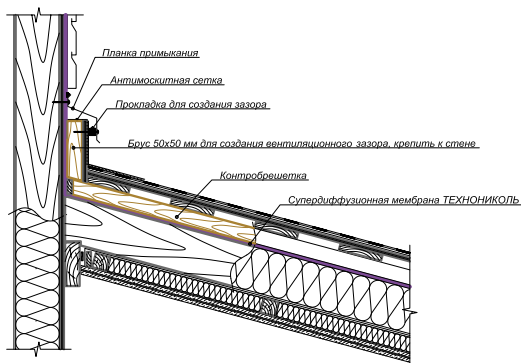 Планка примыкания
Антимоскитная сетка
Прокладка для создания зазора
Брус 50х50 мм для создания вентиляционного зазора, крепить к стене
Контробрешетка
Супердиффузионная мембрана ТЕХНОНИКОЛЬ